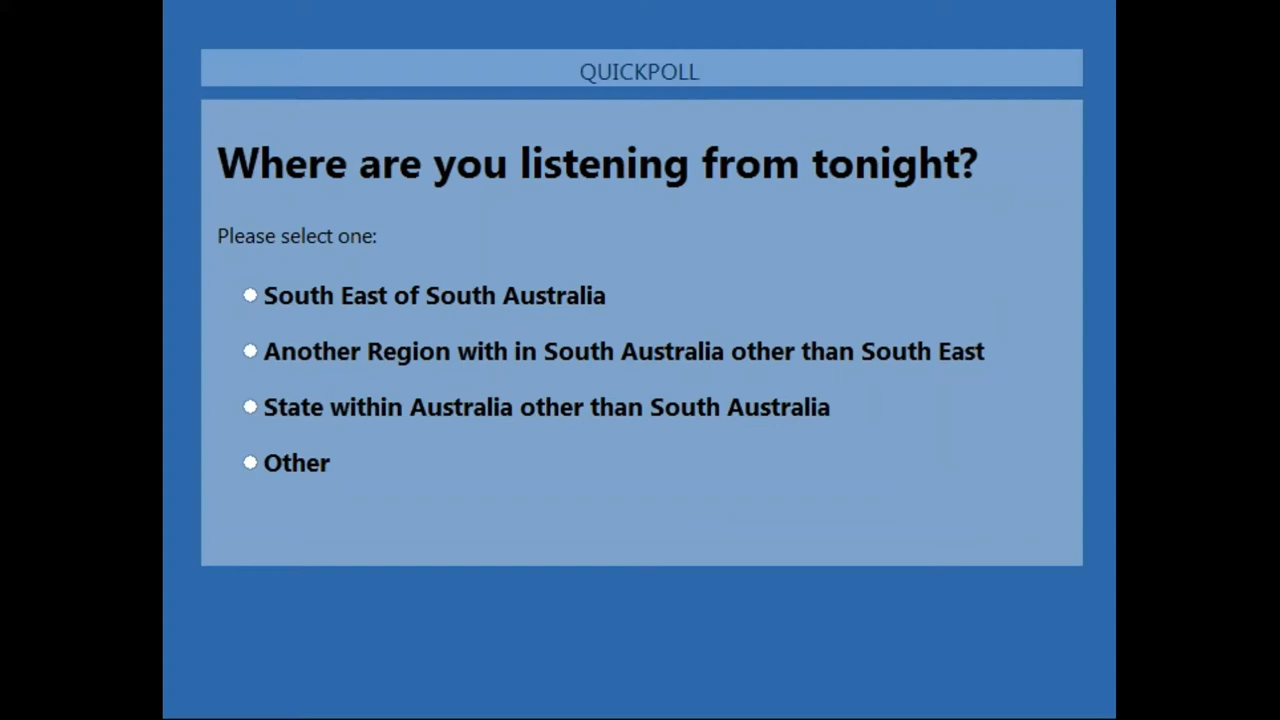 QUICKPOLL
Where are you listening from tonight?
Please select one:
South East of South Australia
Another Region with in South Australia other than South East
State within Australia other than South Australia
Other